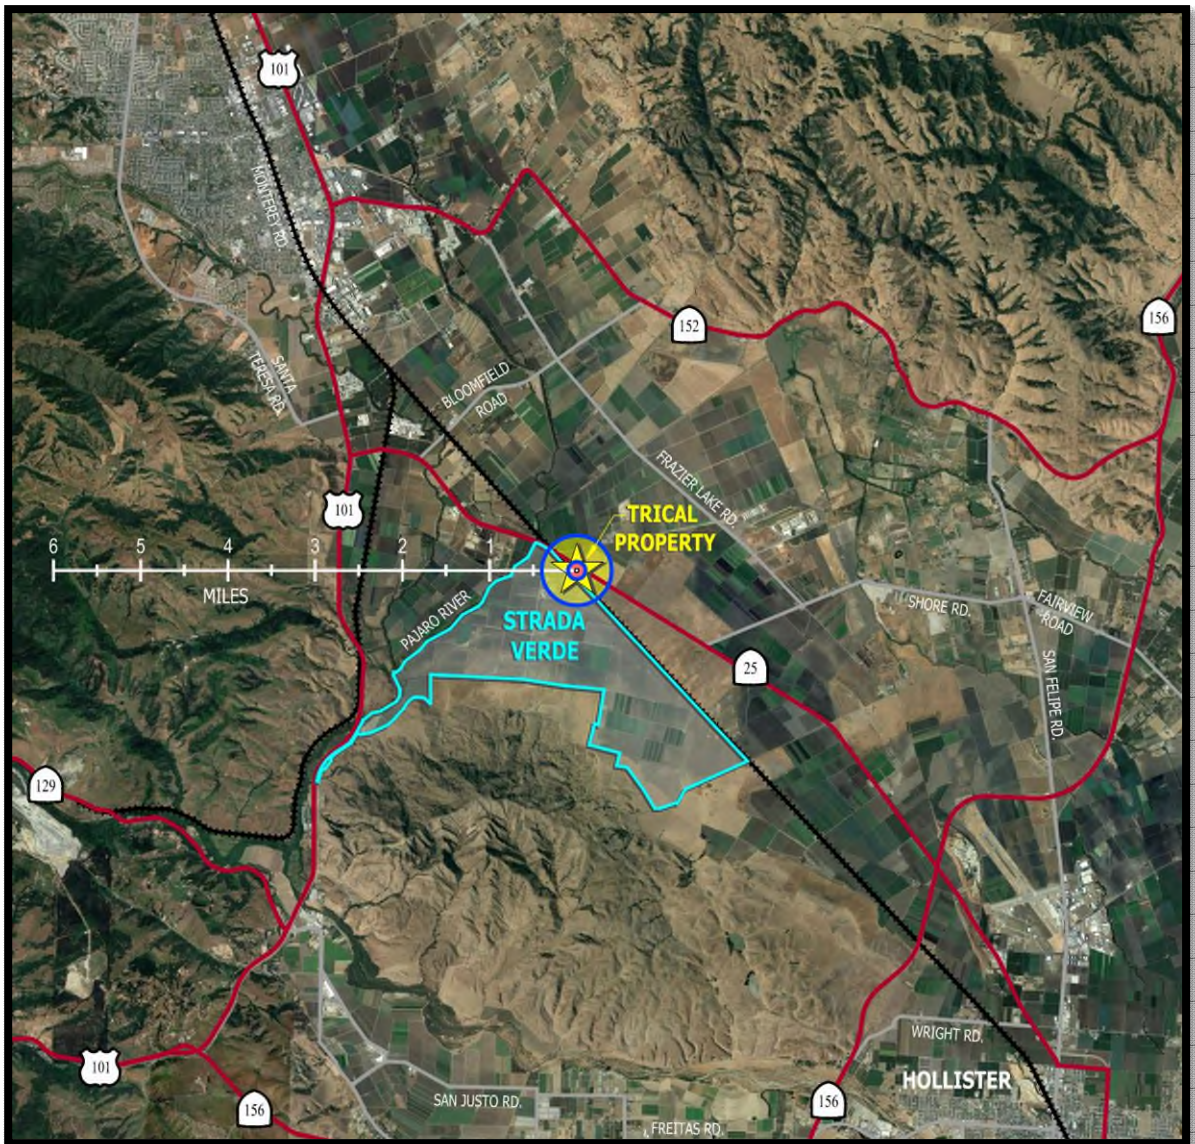 101
MONTEREY RD.
152
156
SANTA
TERESA RD.
BLOOMFIELD
ROAD
FRAZIER LAKE RD.
101
TRICAL
PROPERTY
6 5 4 3 2 1
MILES
PAJARO RIVER
STRADA
VERDE
SHORE RD.
FAIRVIEW
ROAD
25
SAN FELIPE RD.
129
WRIGHT RD.
101
HOLLISTER
156
SAN JUSTO RD.
156
FREITAS RD.